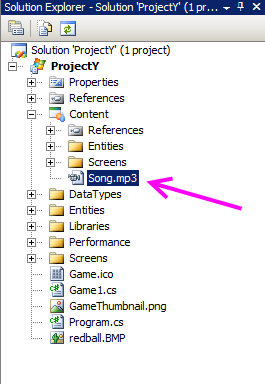 Solution Explorer - Solution 'ProjectY' (1 pr...
Solution 'ProjectY' (1 project)
ProjectY
Properties
References
Content
References
Entities
Screens
Song.mp3
DataTypes
Entities
Libraries
Performance
Screens
Game.ico
Game1.cs
GameThumbnail.png
Program.cs
redball.BMP